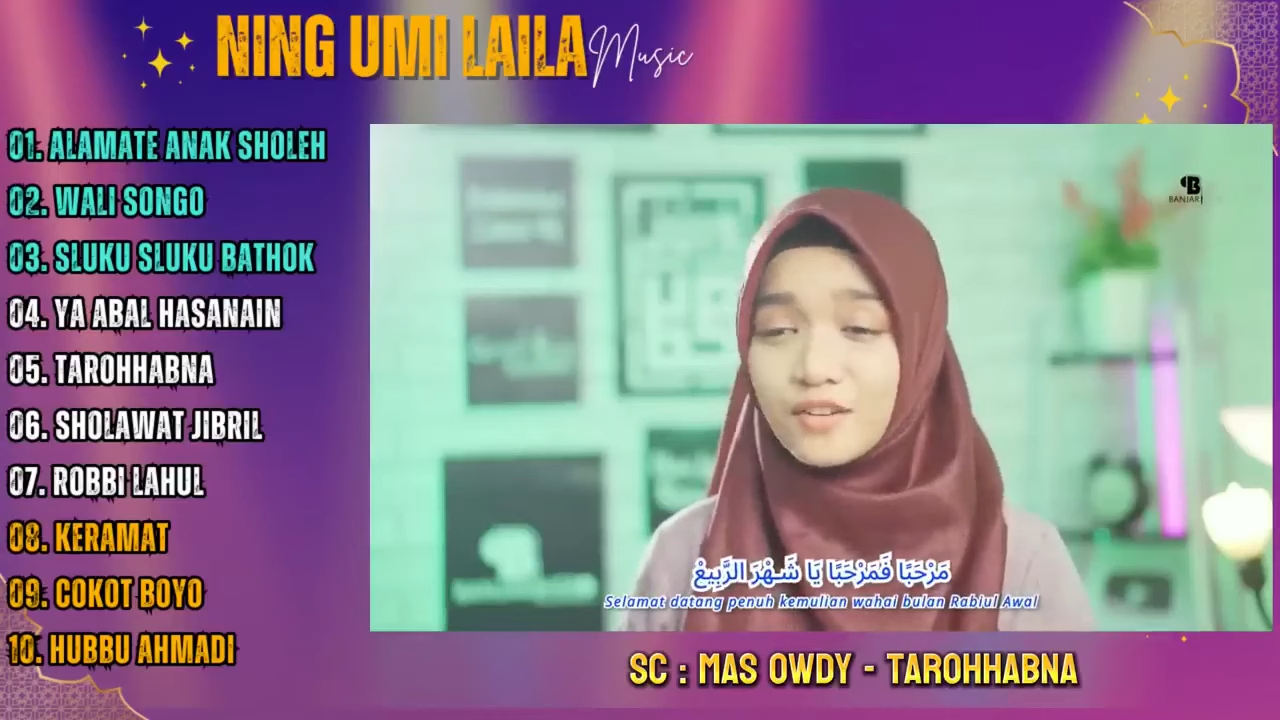 NING UMI LAILA Music
01. ALAMATE ANAK SHOLEH
02. WALI SONGO
03. SLUKU SLUKU BATHOK
04. YA ABAL HASANAIN
05. TAROHHABNA
06. SHOLAWAT JIBRIL
07. ROBBI LAHUL
08. KERAMAT
09. COKOT BOYO
10. HUBBU AHMADI
BANJARI
مَرْحَبًا فَمَرْحَبًا يَا شَهْرَ الرَّبِيعْ
Selamat datang penuh kemulian wahai bulan Rabiul Awal
SC : MAS OWDY - TAROHHABNA